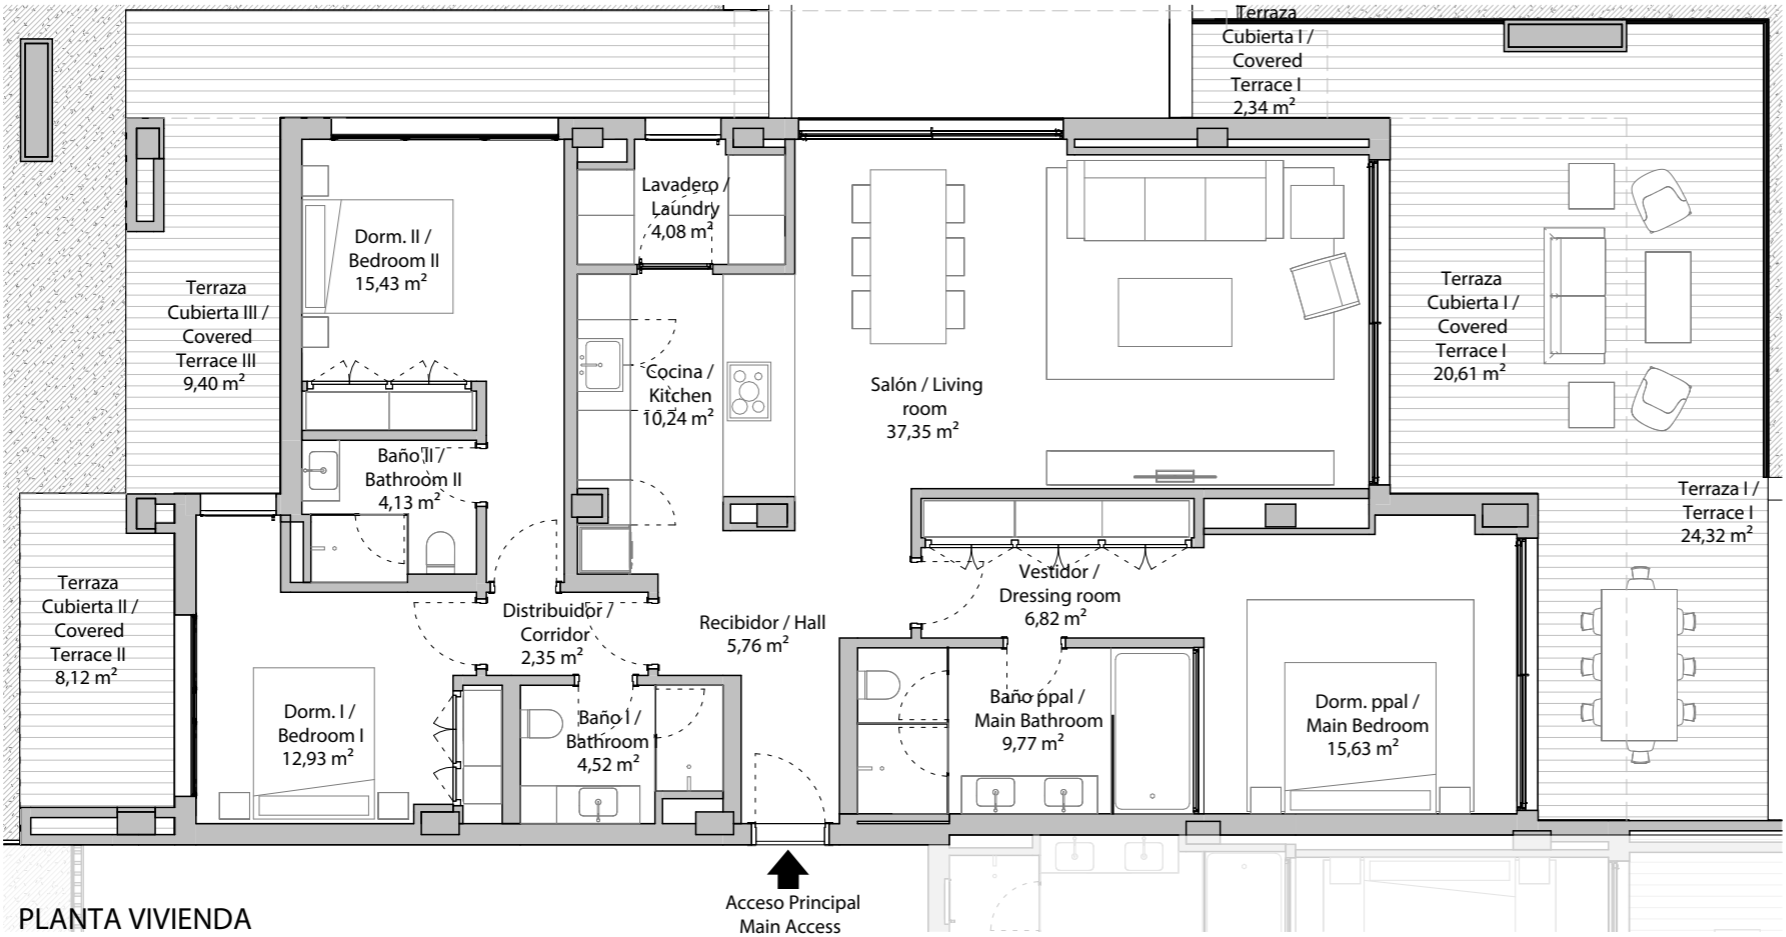 Terraza
Cubierta I /
Covered
Terrace I
2,34 m²
Lavadero /
Laundry
4,08 m²
Dorm. II /
Bedroom II
15,43 m²
Terraza
Cubierta III /
Covered
Terrace III
9,40 m²
Terraza
Cubierta I /
Covered
Terrace I
20,61 m²
Cocina /
Kitchen
10,24 m²
Salón / Living
room
37,35 m²
Baño II /
Bathroom II
4,13 m²
Terraza I /
Terrace I
24,32 m²
Terraza
Cubierta II /
Covered
Terrace II
8,12 m²
Distribuidor /
Corridor
2,35 m²
Recibidor / Hall
5,76 m²
Vestidor /
Dressing room
6,82 m²
Dorm. I /
Bedroom I
12,93 m²
Baño I /
Bathroom I
4,52 m²
Baño ppal /
Main Bathroom
9,77 m²
Dorm. ppal /
Main Bedroom
15,63 m²
Acceso Principal
Main Access
PLANTA VIVIENDA